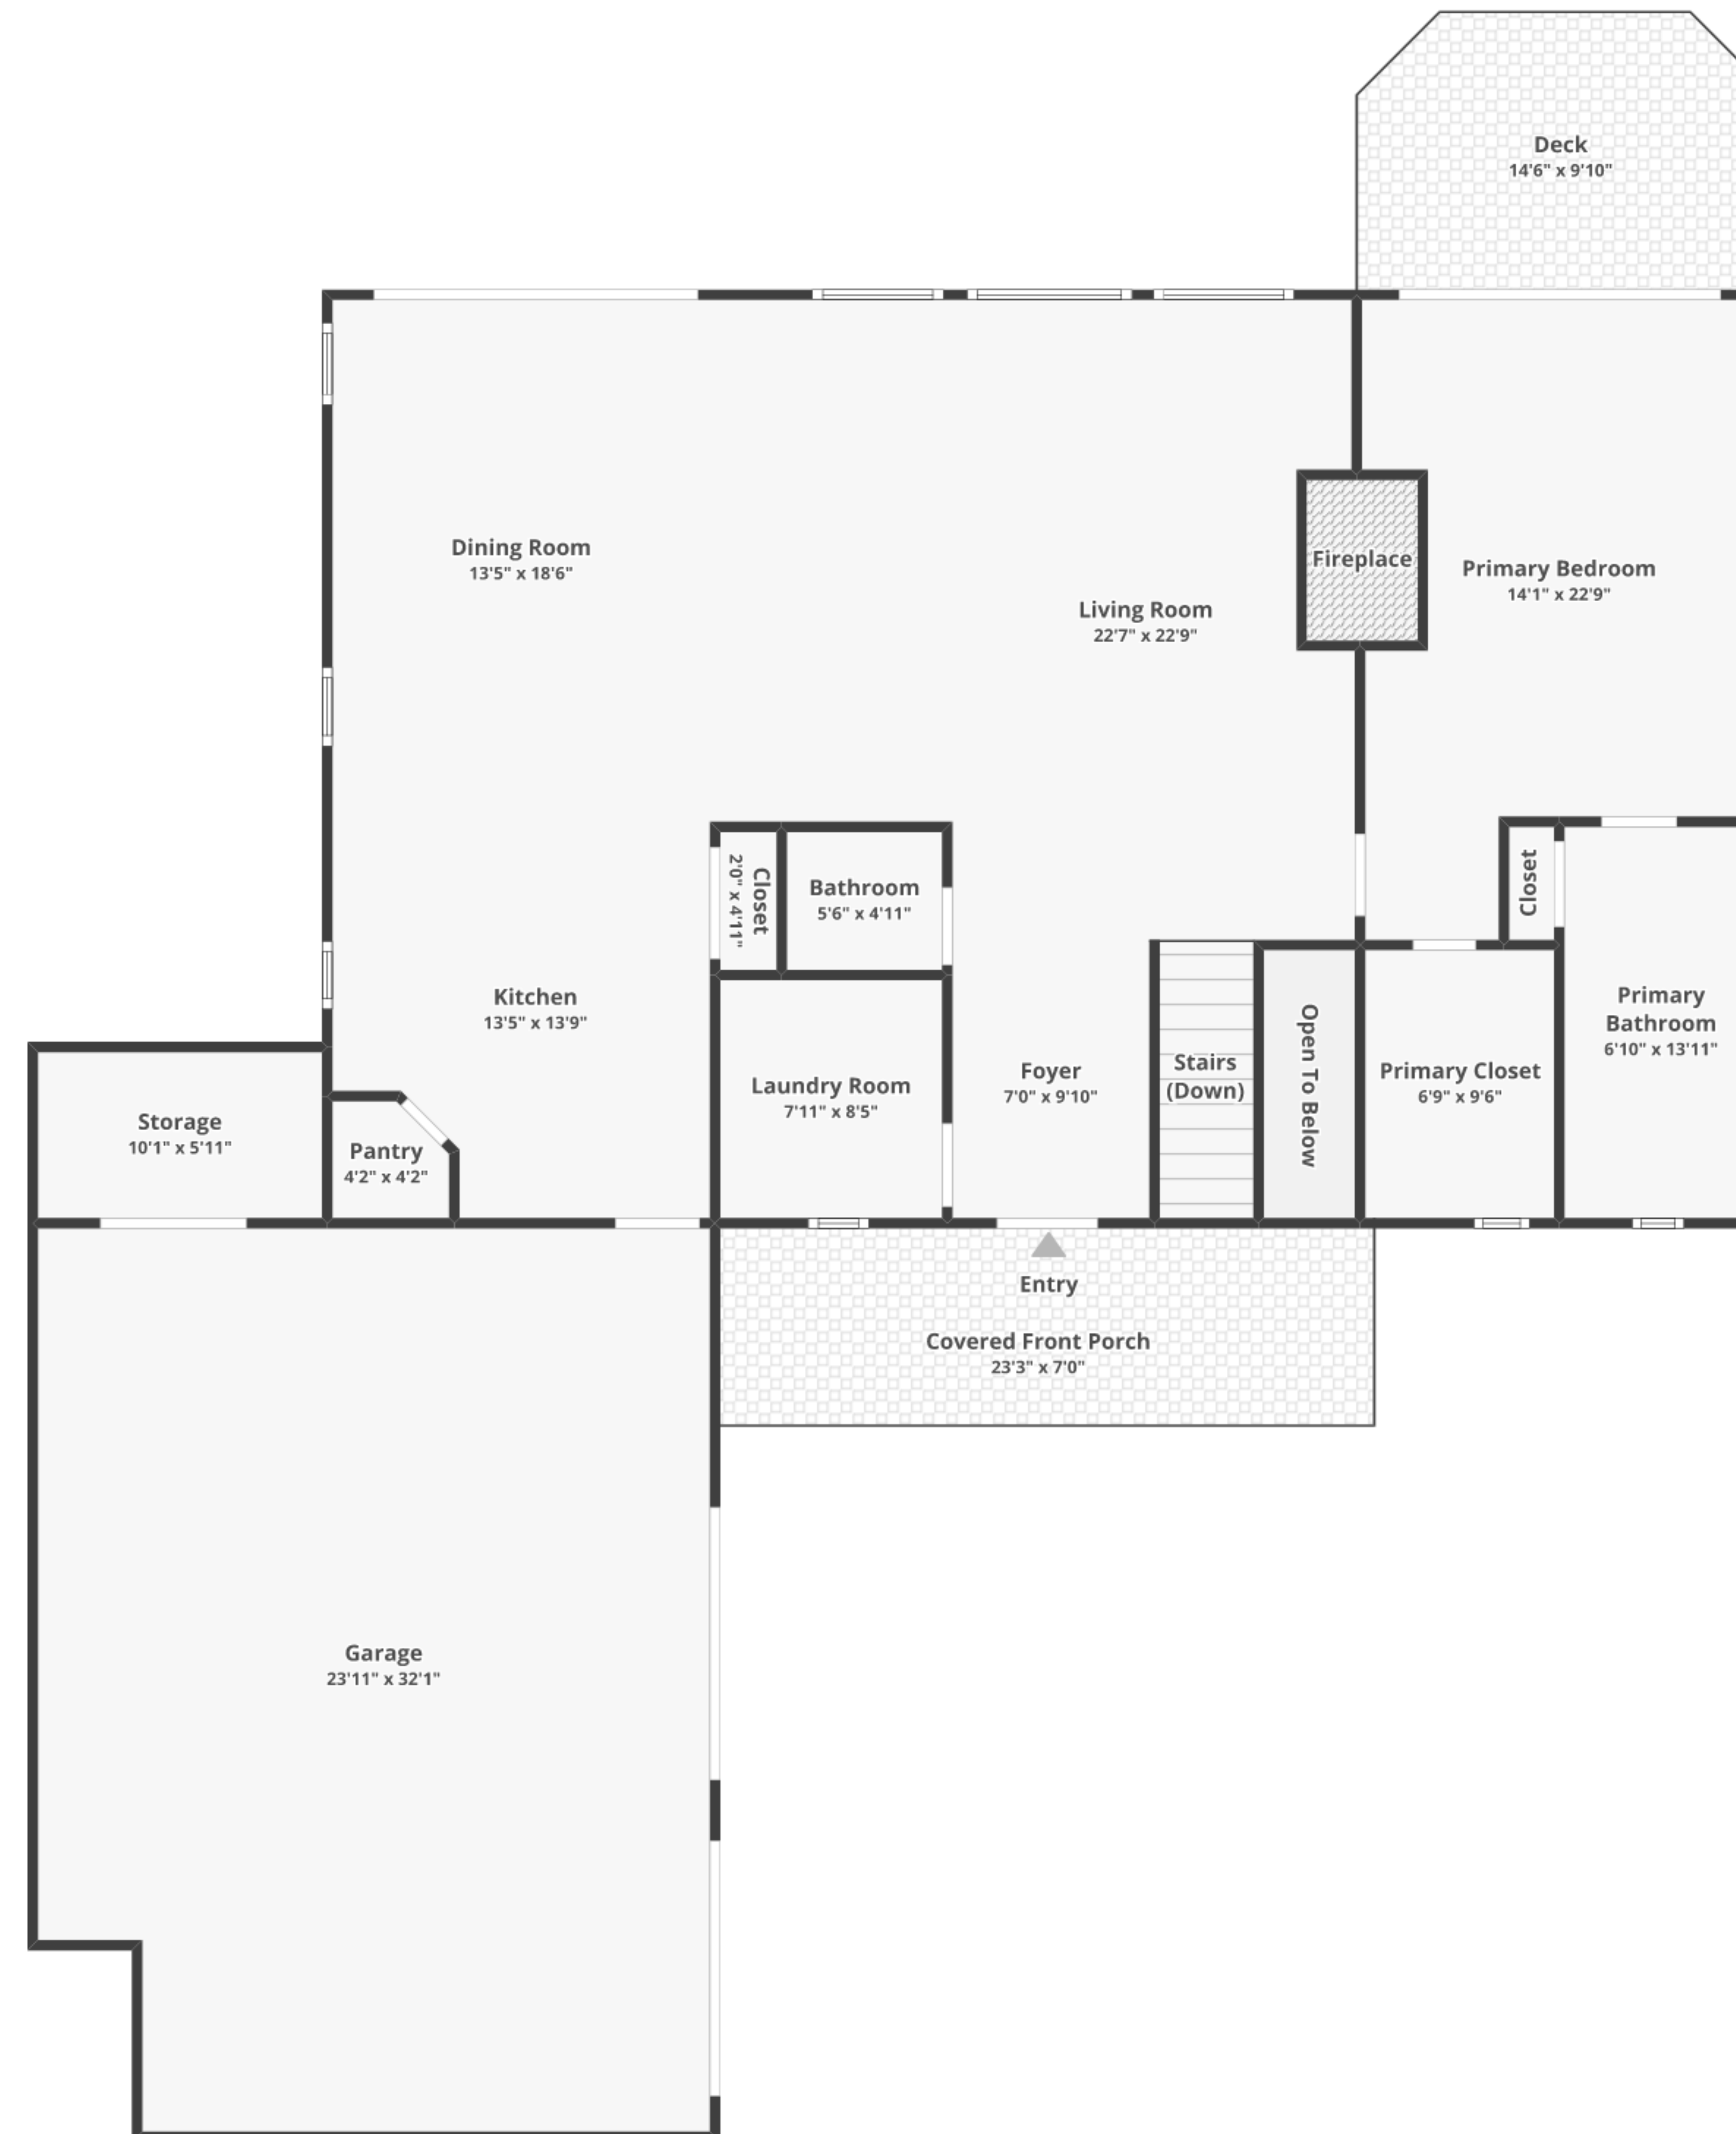 Deck
14'6" x 9'10"
Dining Room
13'5" x 18'6"
Living Room
22'7" x 22'9"
Fireplace
Primary Bedroom
14'1" x 22'9"
Closet
2'0" x 4'11"
Bathroom
5'6" x 4'11"
Closet
Kitchen
13'5" x 13'9"
Primary
Bathroom
6'10" x 13'11"
Storage
10'1" x 5'11"
Pantry
4'2" x 4'2"
Laundry Room
7'11" x 8'5"
Foyer
7'0" x 9'10"
Stairs
(Down)
Open To Below
Primary Closet
6'9" x 9'6"
Entry
Covered Front Porch
23'3" x 7'0"
Garage
23'11" x 32'1"